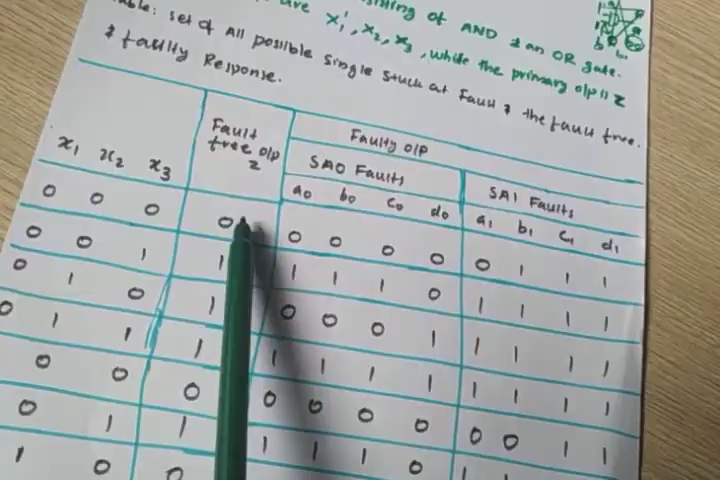 of AND & an OR gate.
are x₁', x₂, x₃, while the primary o/p is z
set of All possible single stuck at fault & the fault free.
& faulty Response.
x₁ x₂ x₃ Fault free o/p z Faulty O/P
SA0 Faults SA1 Faults
a₀ b₀ c₀ d₀ a₁ b₁ c₁ d₁
0 0 0 0 0 0 0 0 0 1 1 1
0 0 1 1 1 1 1 0 1 1 1 1
0 1 0 1 0 0 0 1 1 1 1 1
0 1 1 1 1 1 1 1 1 1 1 1
0 0 0 0 0 0 0 0 0 1 1
0 1 1 1 1 1 0 1 1
1 0 0